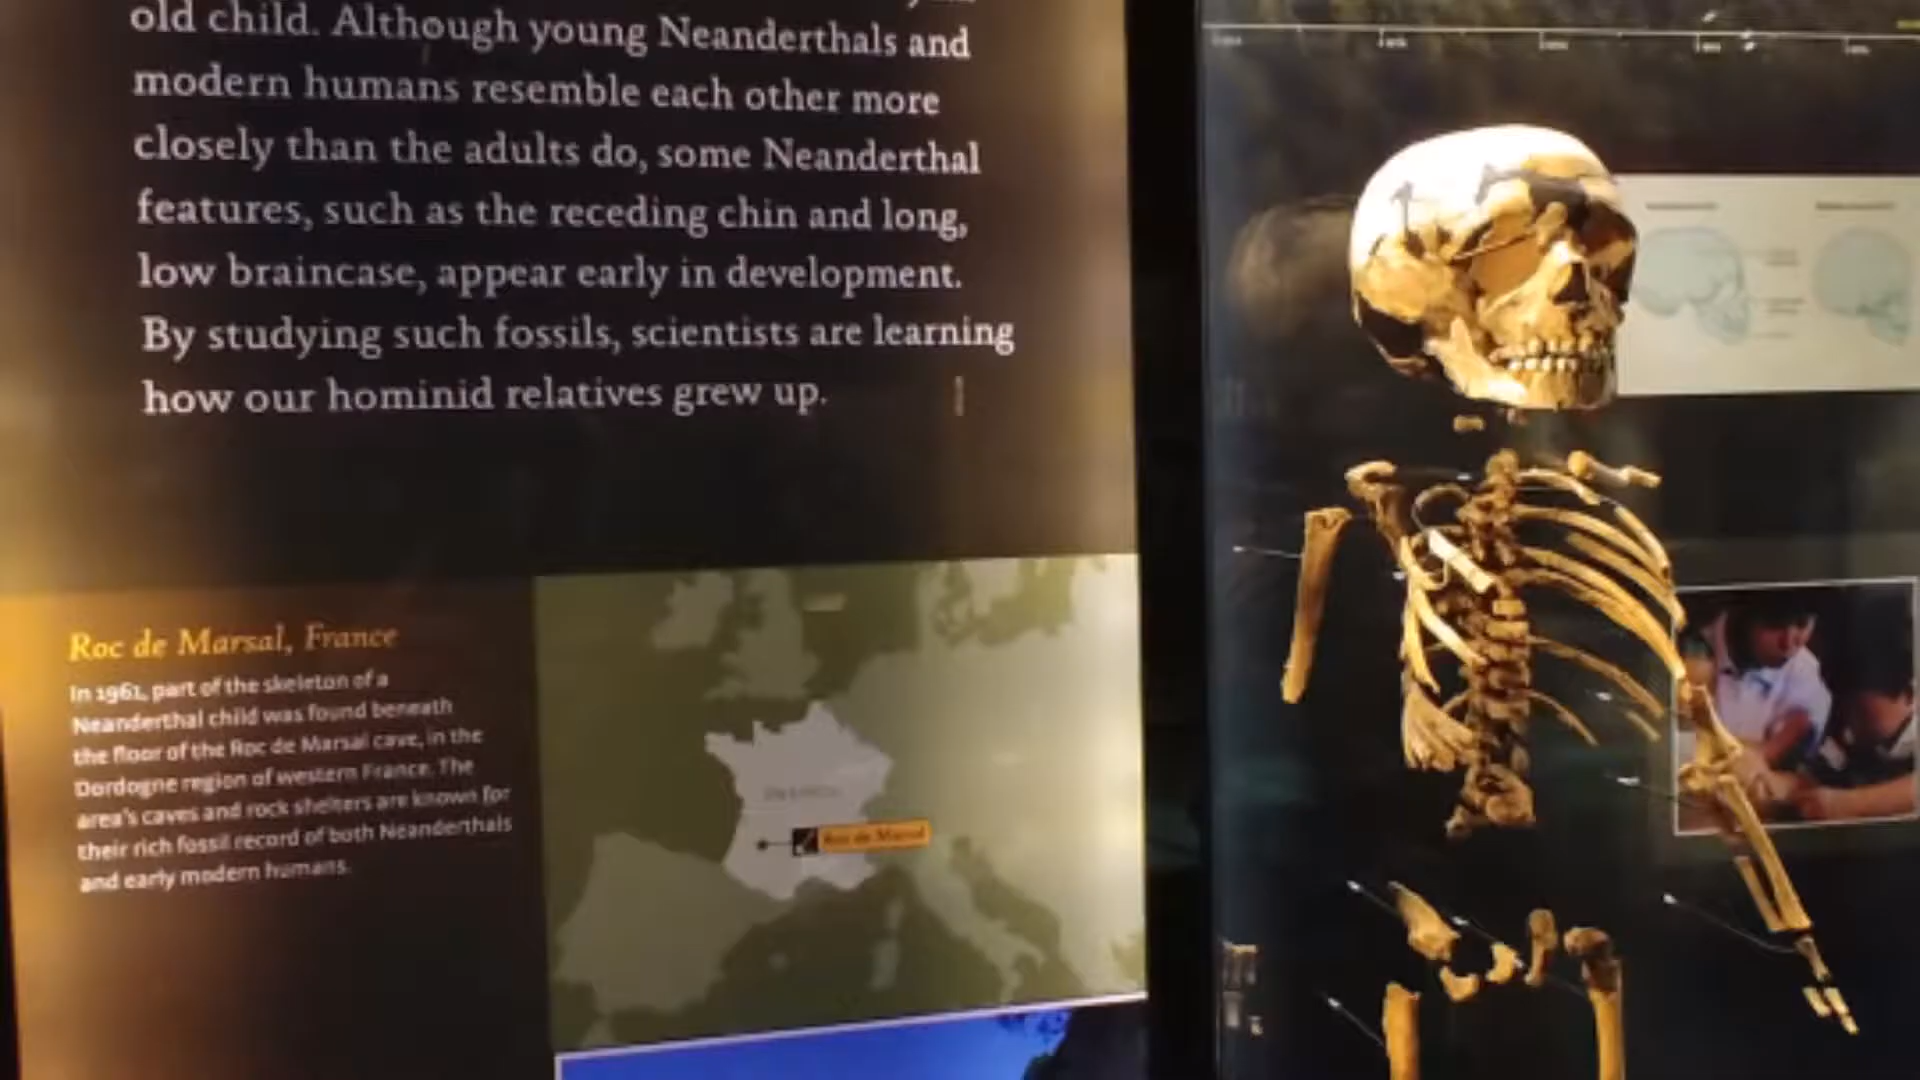 old child. Although young Neanderthals and
modern humans resemble each other more
closely than the adults do, some Neanderthal
features, such as the receding chin and long,
low braincase, appear early in development.
By studying such fossils, scientists are learning
how our hominid relatives grew up.
Roc de Marsal, France
In 1961, part of the skeleton of a
Neanderthal child was found beneath
the floor of the Roc de Marsal cave, in the
Dordogne region of western France. The
area's caves and rock shelters are known for
their rich fossil record of both Neanderthals
and early modern humans.
Roc de Marsal